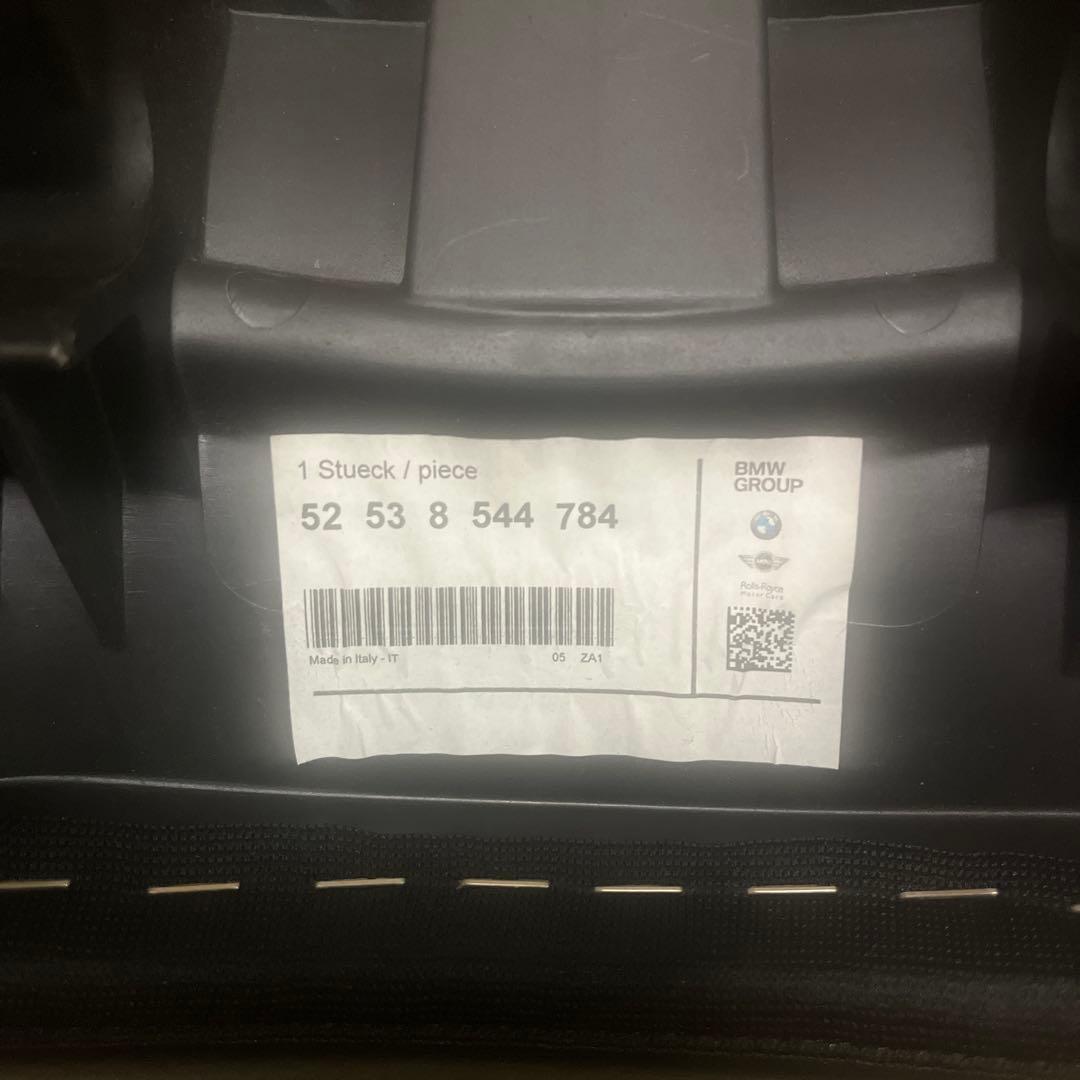 1 Stueck / piece
52 53 8 544 784
Made in Italy - IT
05 ZA1
BMW
GROUP
Rolls-Royce
Motor Cars